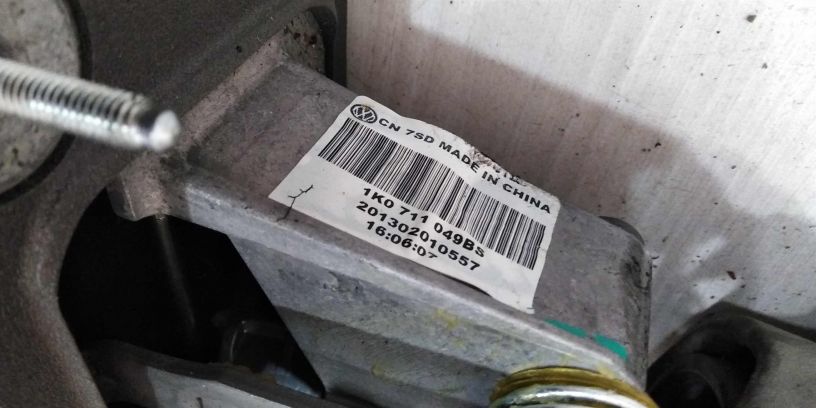 CN 7SD MADE IN CHINA
1K0 711 049BS
201302010557
16:06:07